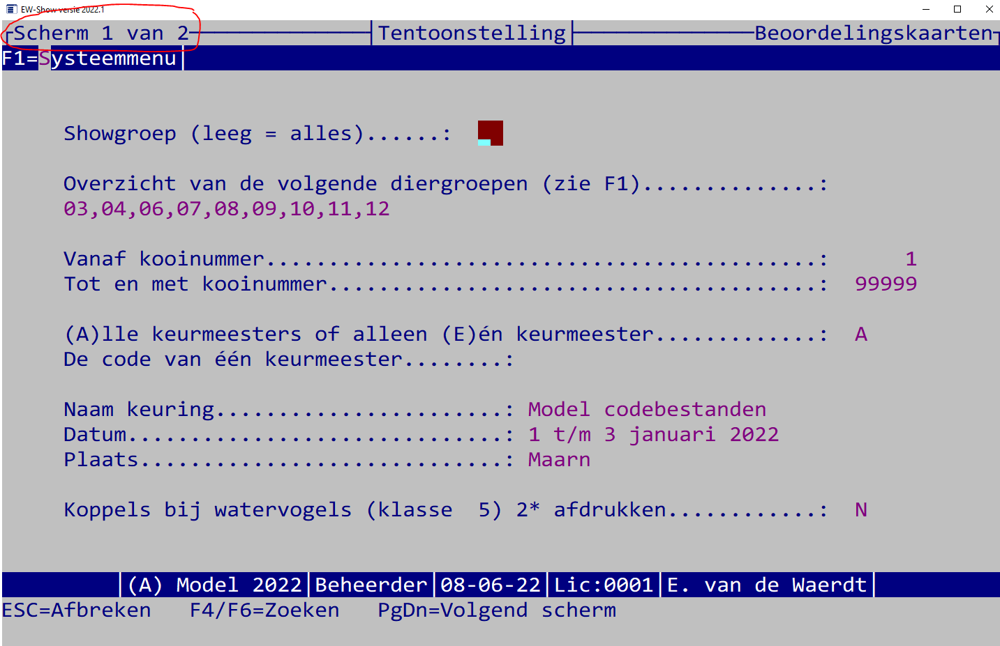 EW-Show versie 2022.1
Scherm 1 van 2 Tentoonstelling Beoordelingskaarten
F1=Systeemmenu
Showgroep (leeg = alles)......:
Overzicht van de volgende diergroepen (zie F1)..............:
03,04,06,07,08,09,10,11,12
Vanaf kooinummer............................................: 1
Tot en met kooinummer.......................................: 99999
(A)lle keurmeesters of alleen (E)én keurmeester.............: A
De code van één keurmeester........:
Naam keuring.......................: Model codebestanden
Datum..............................: 1 t/m 3 januari 2022
Plaats.............................: Maarn
Koppels bij watervogels (klasse  5) 2* afdrukken............: N
(A) Model 2022 Beheerder 08-06-22 Lic:0001 E. van de Waerdt
ESC=Afbreken F4/F6=Zoeken PgDn=Volgend scherm